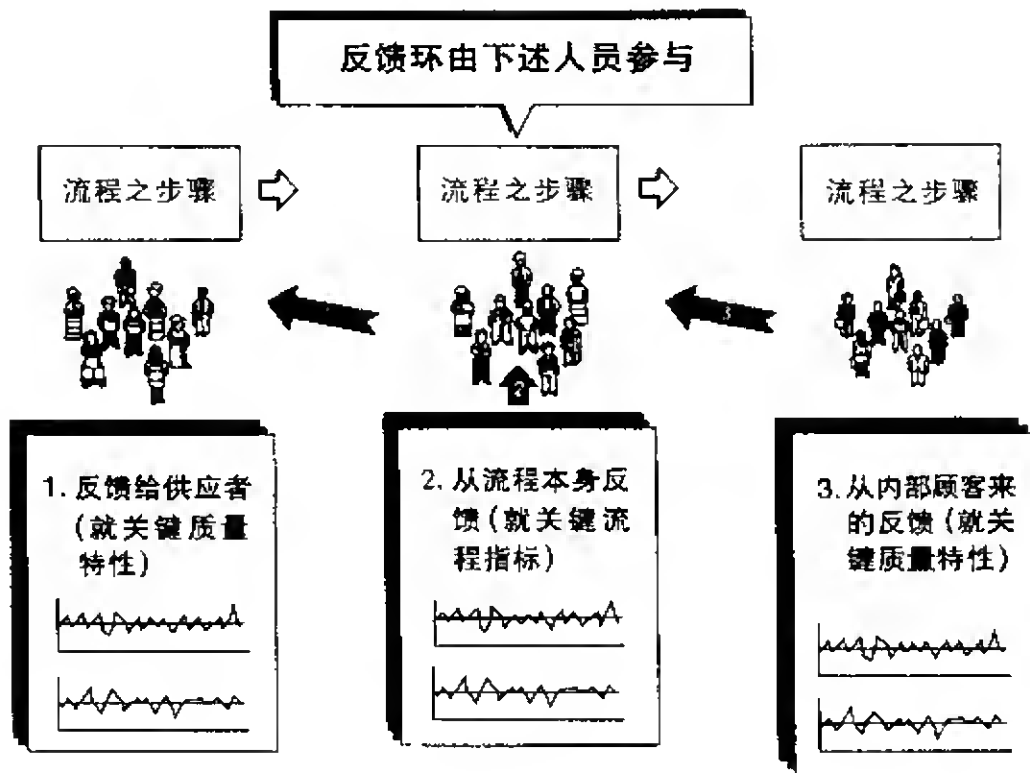 反馈环由下述人员参与
流程之步骤
流程之步骤
流程之步骤
3
2
1. 反馈给供应者
(就关键质量
特性)
2. 从流程本身反
馈(就关键流
程指标)
3. 从内部顾客来
的反馈(就关
键质量特性)